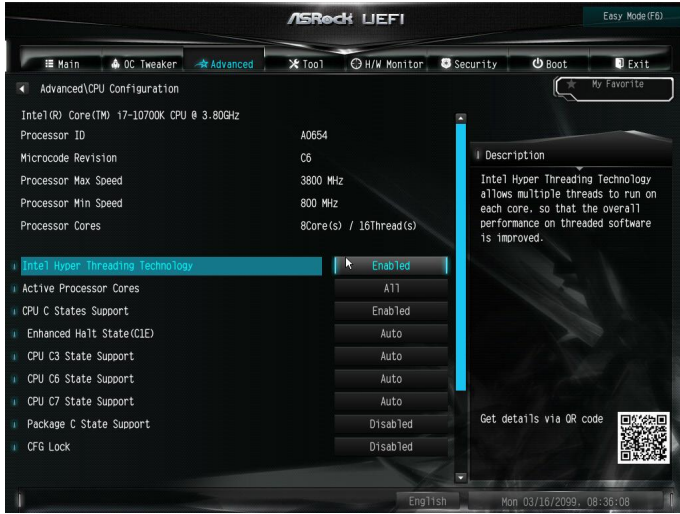 ASRock UEFI
Easy Mode(F6)
Main OC Tweaker Advanced Tool H/W Monitor Security Boot Exit
Advanced\CPU Configuration
My Favorite
Intel(R) Core(TM) i7-10700K CPU @ 3.80GHz
Processor ID A0654
Microcode Revision C6
Processor Max Speed 3800 MHz
Processor Min Speed 800 MHz
Processor Cores 8Core(s) / 16Thread(s)
Intel Hyper Threading Technology Enabled
Active Processor Cores All
CPU C States Support Enabled
Enhanced Halt State(C1E) Auto
CPU C3 State Support Auto
CPU C6 State Support Auto
CPU C7 State Support Auto
Package C State Support Disabled
CFG Lock Disabled
Description
Intel Hyper Threading Technology
allows multiple threads to run on
each core, so that the overall
performance on threaded software
is improved.
Get details via QR code
English
Mon 03/16/2099, 08:36:08